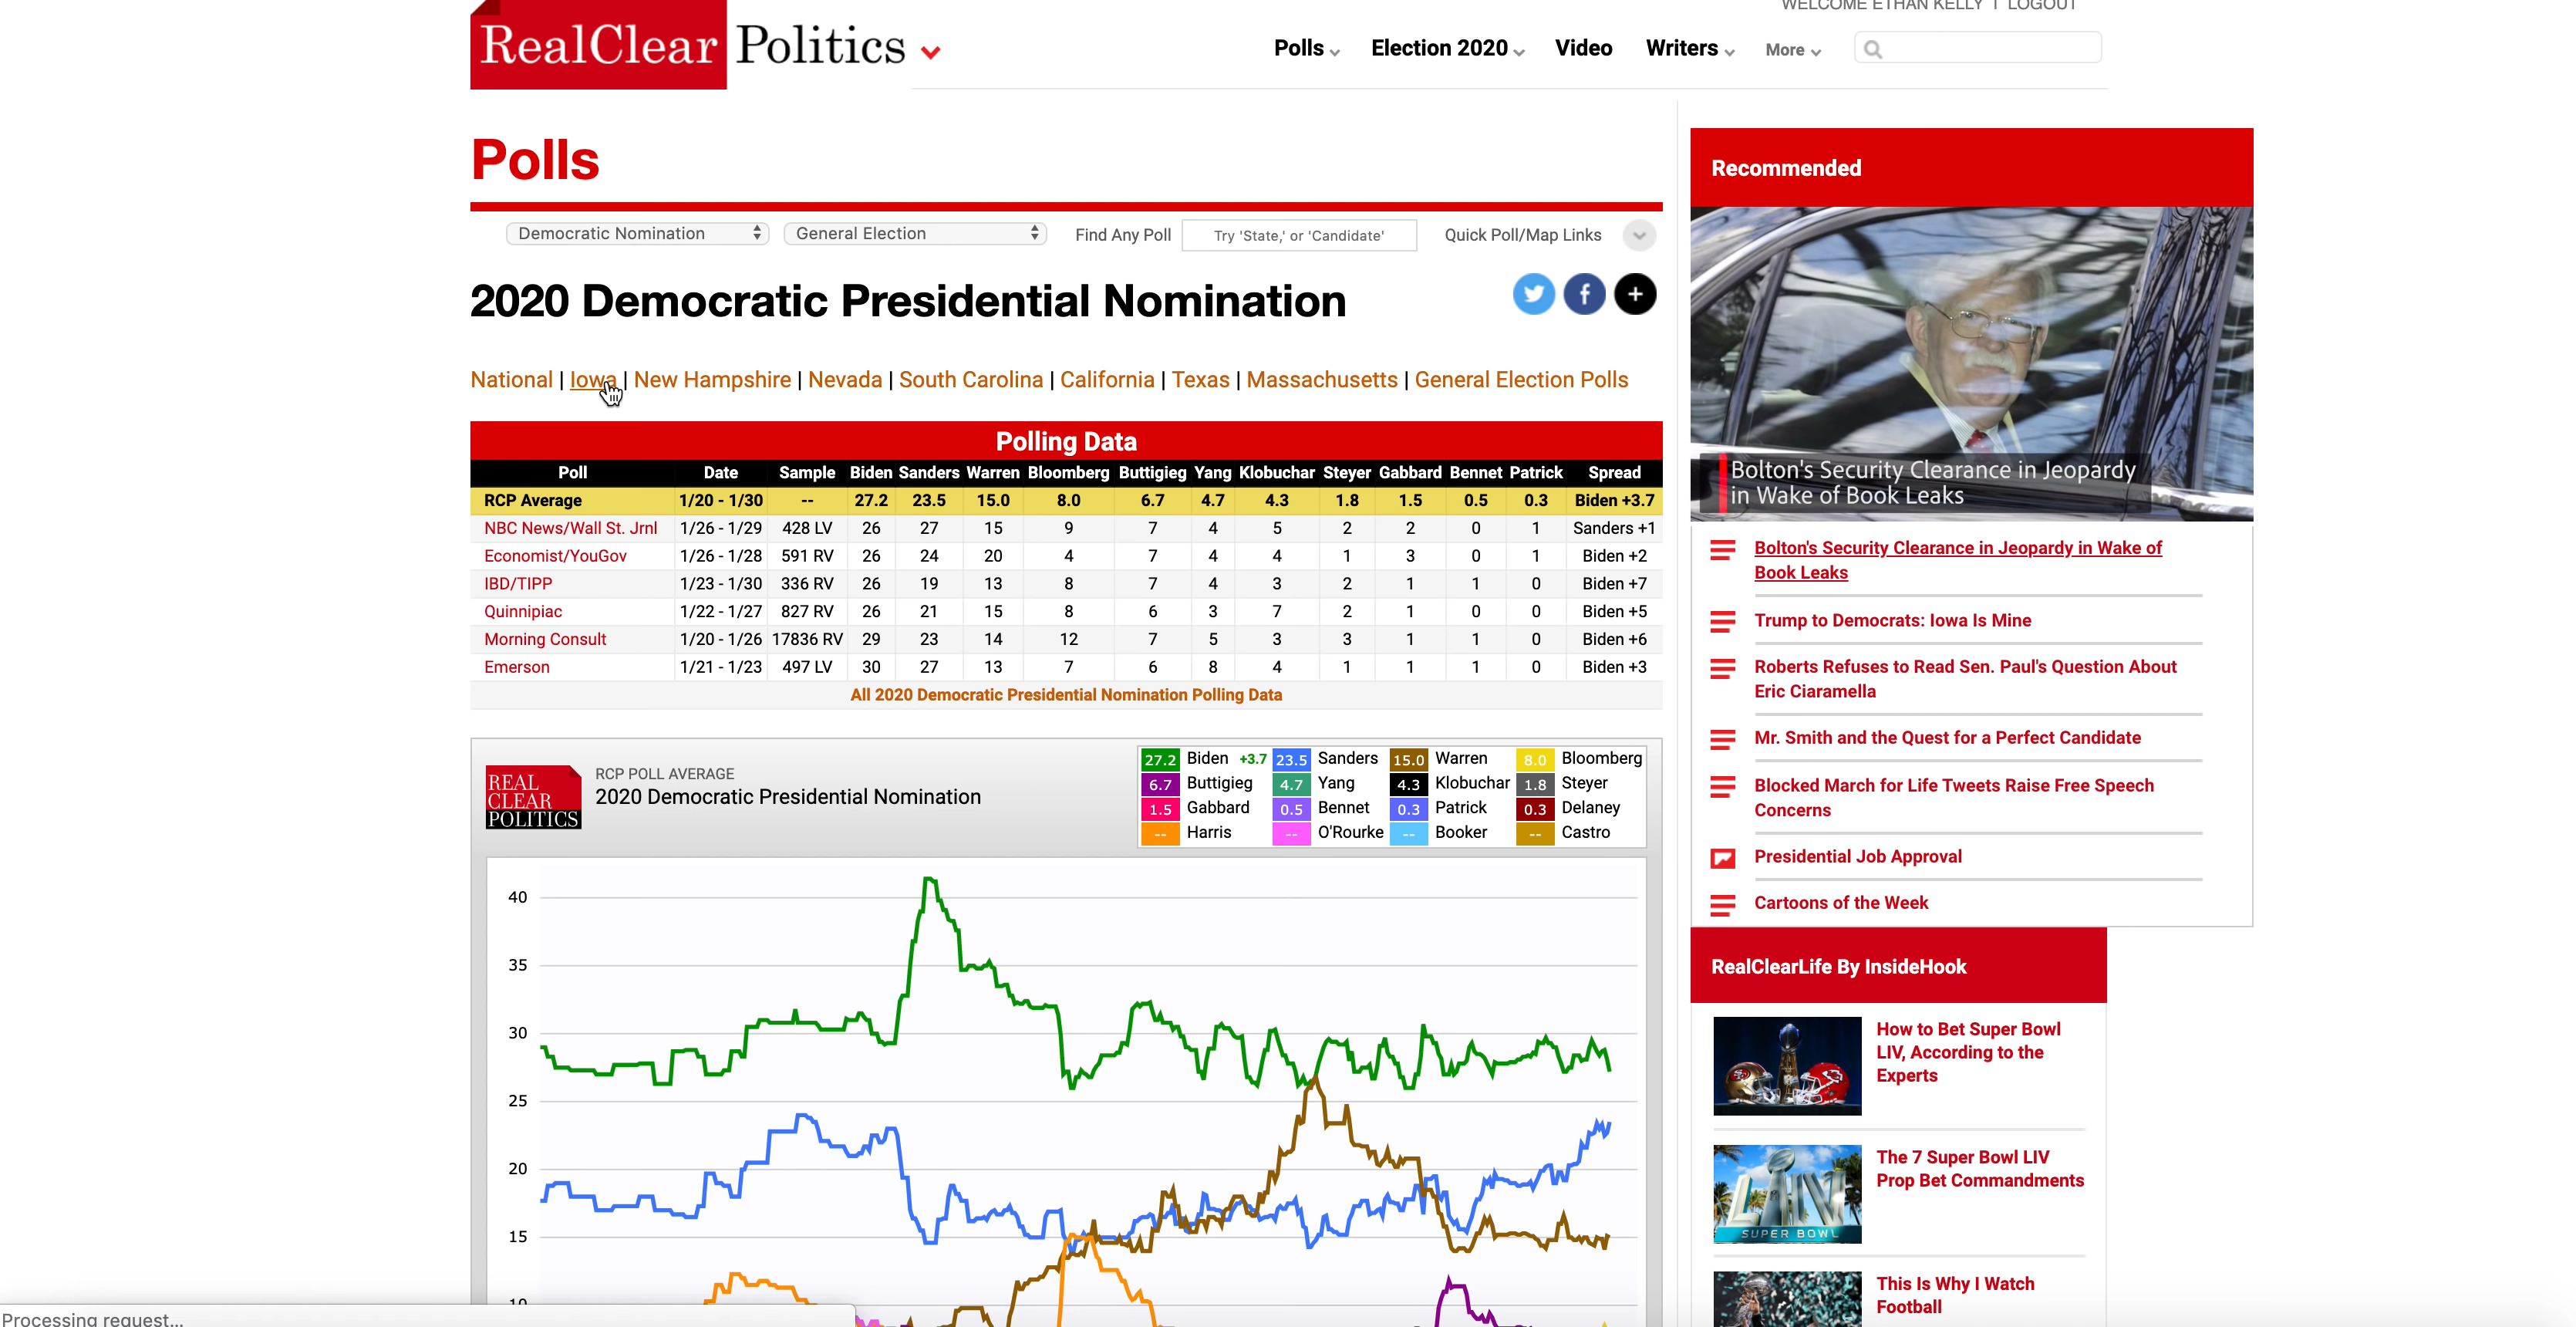 WELCOME ETHAN KELLY | LOGOUT
RealClear Politics
Polls Election 2020 Video Writers More
Polls
Democratic Nomination General Election Find Any Poll Try 'State,' or 'Candidate' Quick Poll/Map Links
2020 Democratic Presidential Nomination
National | Iowa | New Hampshire | Nevada | South Carolina | California | Texas | Massachusetts | General Election Polls
Polling Data
Poll Date Sample Biden Sanders Warren Bloomberg Buttigieg Yang Klobuchar Steyer Gabbard Bennet Patrick Spread
RCP Average 1/20 - 1/30 -- 27.2 23.5 15.0 8.0 6.7 4.7 4.3 1.8 1.5 0.5 0.3 Biden +3.7
NBC News/Wall St. Jrnl 1/26 - 1/29 428 LV 26 27 15 9 7 4 5 2 2 0 1 Sanders +1
Economist/YouGov 1/26 - 1/28 591 RV 26 24 20 4 7 4 4 1 3 0 1 Biden +2
IBD/TIPP 1/23 - 1/30 336 RV 26 19 13 8 7 4 3 2 1 1 0 Biden +7
Quinnipiac 1/22 - 1/27 827 RV 26 21 15 8 6 3 7 2 1 0 0 Biden +5
Morning Consult 1/20 - 1/26 17836 RV 29 23 14 12 7 5 3 3 1 1 0 Biden +6
Emerson 1/21 - 1/23 497 LV 30 27 13 7 6 8 4 1 1 1 0 Biden +3
All 2020 Democratic Presidential Nomination Polling Data
REAL
CLEAR
POLITICS
RCP POLL AVERAGE
2020 Democratic Presidential Nomination
27.2 Biden +3.7 23.5 Sanders 15.0 Warren 8.0 Bloomberg
6.7 Buttigieg 4.7 Yang 4.3 Klobuchar 1.8 Steyer
1.5 Gabbard 0.5 Bennet 0.3 Patrick 0.3 Delaney
-- Harris -- O'Rourke -- Booker -- Castro
40
35
30
25
20
15
10
Processing request...
Recommended
Bolton's Security Clearance in Jeopardy
in Wake of Book Leaks
Bolton's Security Clearance in Jeopardy in Wake of
Book Leaks
Trump to Democrats: Iowa Is Mine
Roberts Refuses to Read Sen. Paul's Question About
Eric Ciaramella
Mr. Smith and the Quest for a Perfect Candidate
Blocked March for Life Tweets Raise Free Speech
Concerns
Presidential Job Approval
Cartoons of the Week
RealClearLife By InsideHook
How to Bet Super Bowl
LIV, According to the
Experts
LIV
SUPER BOWL
The 7 Super Bowl LIV
Prop Bet Commandments
This Is Why I Watch
Football